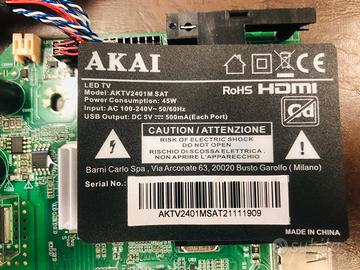 AKAI
LED TV
Model: AKTV2401M SAT
Power Consumption: 45W
Input: AC 100-240V~ 50/60Hz
USB Output: DC 5V ⎓ 500mA(Each Port)
RoHS HDMI
CAUTION / ATTENZIONE
RISK OF ELECTRIC SHOCK
DO NOT OPEN
RISCHIO DI SCOSSA ELETTRICA ,
NON APRIRE L'APPARECCHIO
Barni Carlo Spa , Via Arconate 63, 20020 Busto Garolfo ( Milano)
Serial No.:
AKTV2401MSAT21111909
MADE IN CHINA
subito